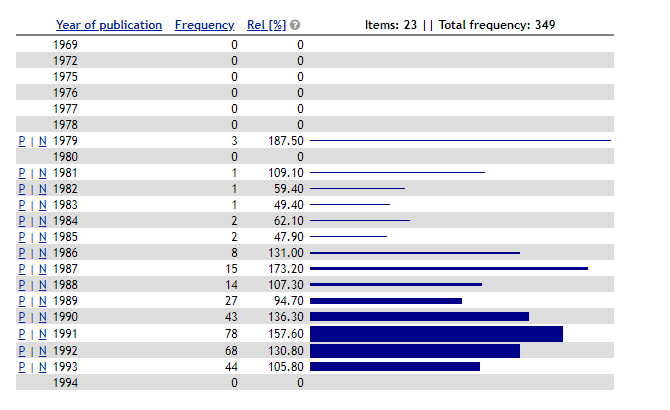 Year of publication Frequency Rel [%] ? Items: 23 || Total frequency: 349
1969 0 0
1972 0 0
1975 0 0
1976 0 0
1977 0 0
1978 0 0
P | N 1979 3 187.50
1980 0 0
P | N 1981 1 109.10
P | N 1982 1 59.40
P | N 1983 1 49.40
P | N 1984 2 62.10
P | N 1985 2 47.90
P | N 1986 8 131.00
P | N 1987 15 173.20
P | N 1988 14 107.30
P | N 1989 27 94.70
P | N 1990 43 136.30
P | N 1991 78 157.60
P | N 1992 68 130.80
P | N 1993 44 105.80
1994 0 0